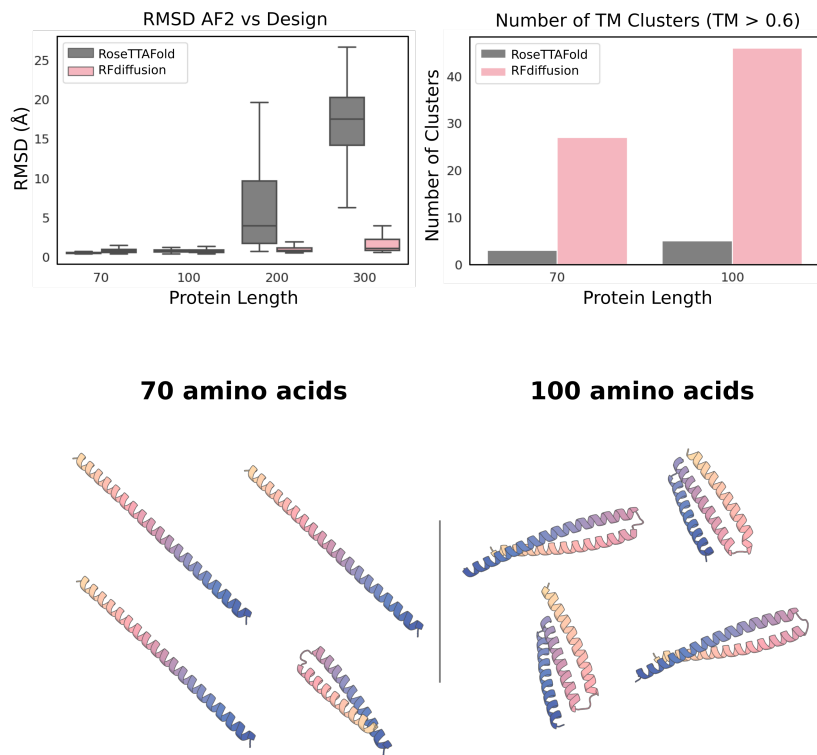 RMSD AF2 vs Design
RoseTTAFold
RFdiffusion
RMSD (Å)
25
20
15
10
5
0
70
100
200
300
Protein Length
Number of TM Clusters (TM > 0.6)
RoseTTAFold
RFdiffusion
Number of Clusters
40
30
20
10
0
70
100
Protein Length
70 amino acids
100 amino acids